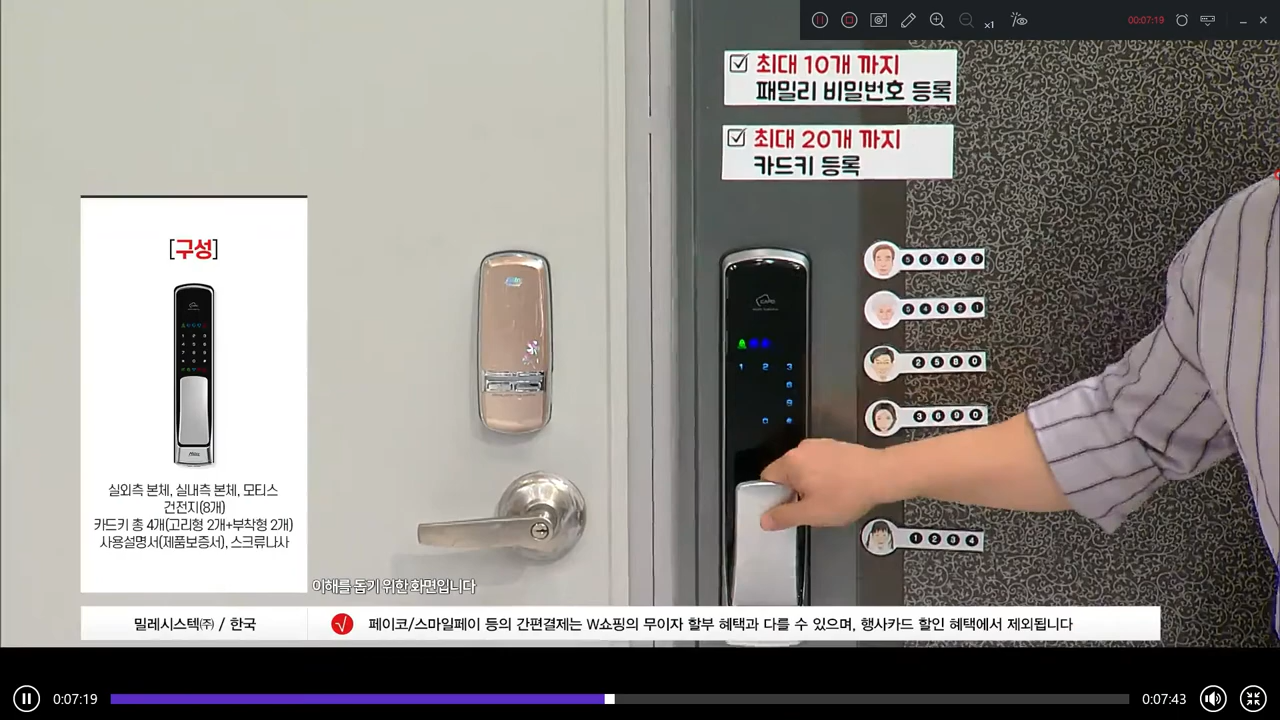 x1
00:07:19
최대 10개 까지
패밀리 비밀번호 등록
최대 20개 까지
카드키 등록
[구성]
실외측 본체, 실내측 본체, 모티스
건전지(8개)
카드키 총 4개(고리형 2개+부착형 2개)
사용설명서(제품보증서), 스크류나사
5 6 7 8 9
5 4 3 2 1
2 5 8 0
3 6 9 0
1 2 3 4
1 2 3
6
9
이해를 돕기 위한 화면입니다
밀레시스텍㈜ / 한국
페이코/스마일페이 등의 간편결제는 W쇼핑의 무이자 할부 혜택과 다를 수 있으며, 행사카드 할인 혜택에서 제외됩니다
0:07:19
0:07:43